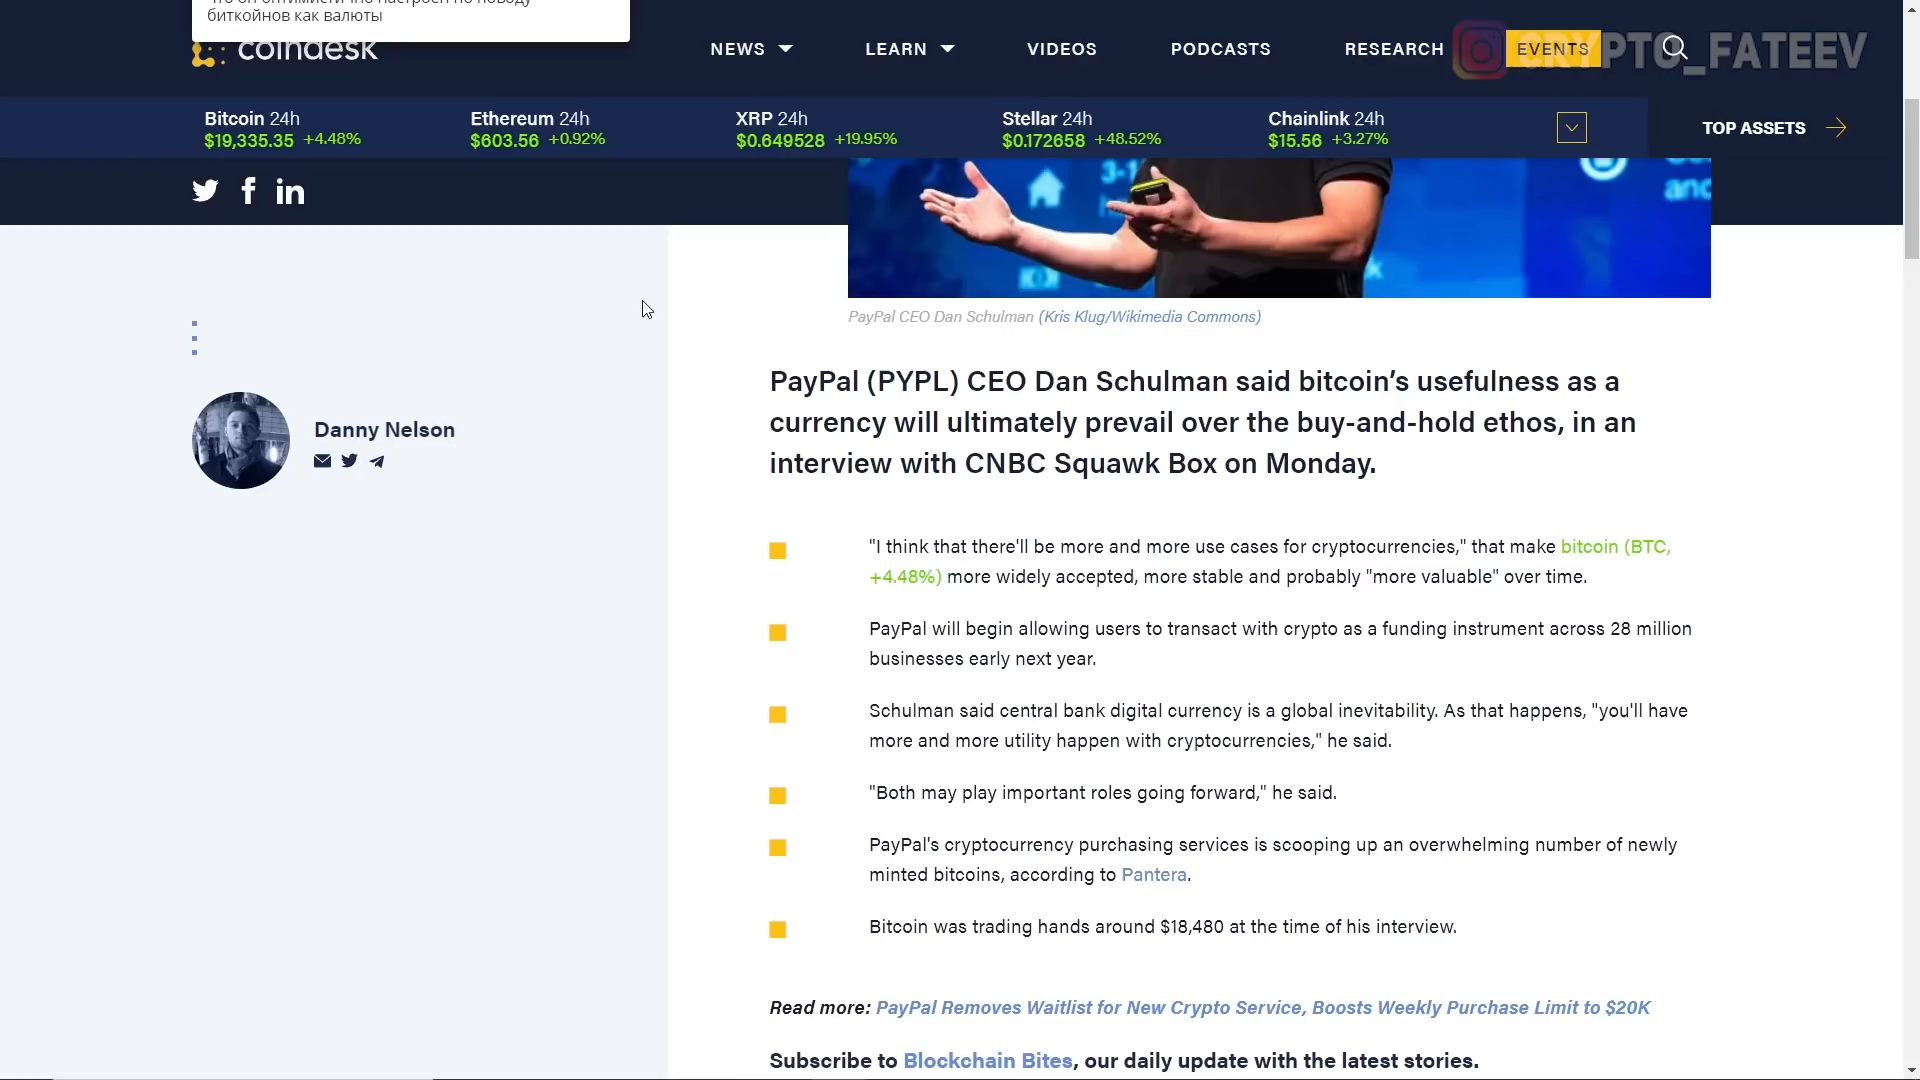 биткойнов как валюты
coindesk
NEWS
LEARN
VIDEOS
PODCASTS
RESEARCH
EVENTS
CRYPTO_FATEEV
Bitcoin 24h
$19,335.35 +4.48%
Ethereum 24h
$603.56 +0.92%
XRP 24h
$0.649528 +19.95%
Stellar 24h
$0.172658 +48.52%
Chainlink 24h
$15.56 +3.27%
TOP ASSETS
PayPal CEO Dan Schulman (Kris Klug/Wikimedia Commons)
Danny Nelson
PayPal (PYPL) CEO Dan Schulman said bitcoin’s usefulness as a
currency will ultimately prevail over the buy-and-hold ethos, in an
interview with CNBC Squawk Box on Monday.
"I think that there'll be more and more use cases for cryptocurrencies," that make bitcoin (BTC,
+4.48%) more widely accepted, more stable and probably "more valuable" over time.
PayPal will begin allowing users to transact with crypto as a funding instrument across 28 million
businesses early next year.
Schulman said central bank digital currency is a global inevitability. As that happens, "you'll have
more and more utility happen with cryptocurrencies," he said.
"Both may play important roles going forward," he said.
PayPal's cryptocurrency purchasing services is scooping up an overwhelming number of newly
minted bitcoins, according to Pantera.
Bitcoin was trading hands around $18,480 at the time of his interview.
Read more: PayPal Removes Waitlist for New Crypto Service, Boosts Weekly Purchase Limit to $20K
Subscribe to Blockchain Bites, our daily update with the latest stories.